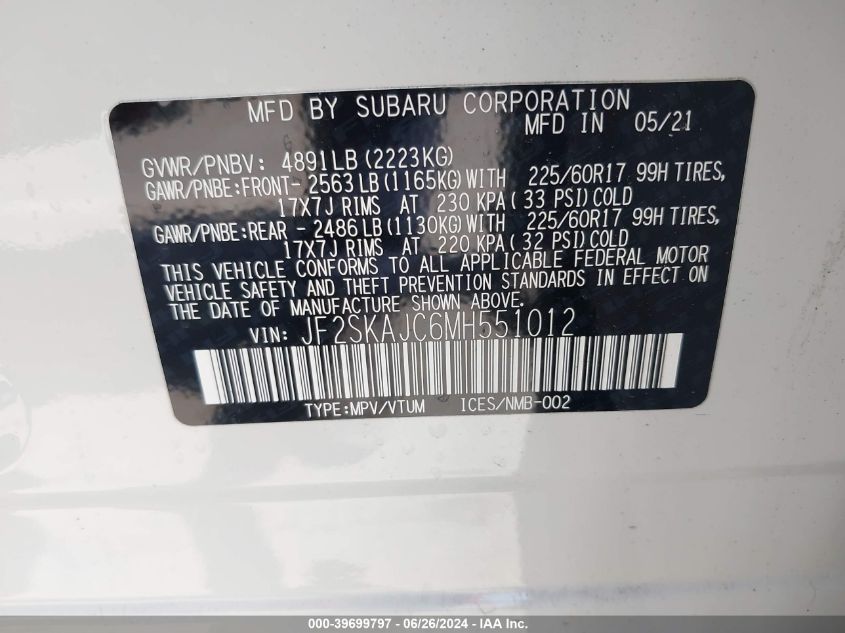 MFD BY SUBARU CORPORATION
MFD IN 05/21
GVWR/PNBV: 4891LB(2223KG)
GAWR/PNBE:FRONT- 2563LB(1165KG)WITH 225/60R17 99H TIRES,
17X7J RIMS AT 230 KPA( 33 PSI)COLD
GAWR/PNBE:REAR - 2486LB(1130KG)WITH 225/60R17 99H TIRES,
17X7J RIMS AT 220 KPA( 32 PSI)COLD
THIS VEHICLE CONFORMS TO ALL APPLICABLE FEDERAL MOTOR
VEHICLE SAFETY AND THEFT PREVENTION STANDARDS IN EFFECT ON
THE DATE OF MANUFACTURE SHOWN ABOVE.
VIN: JF2SKAJC6MH551012
TYPE:MPV/VTUM ICES/NMB-002
000-39699797 - 06/26/2024 - IAA Inc.